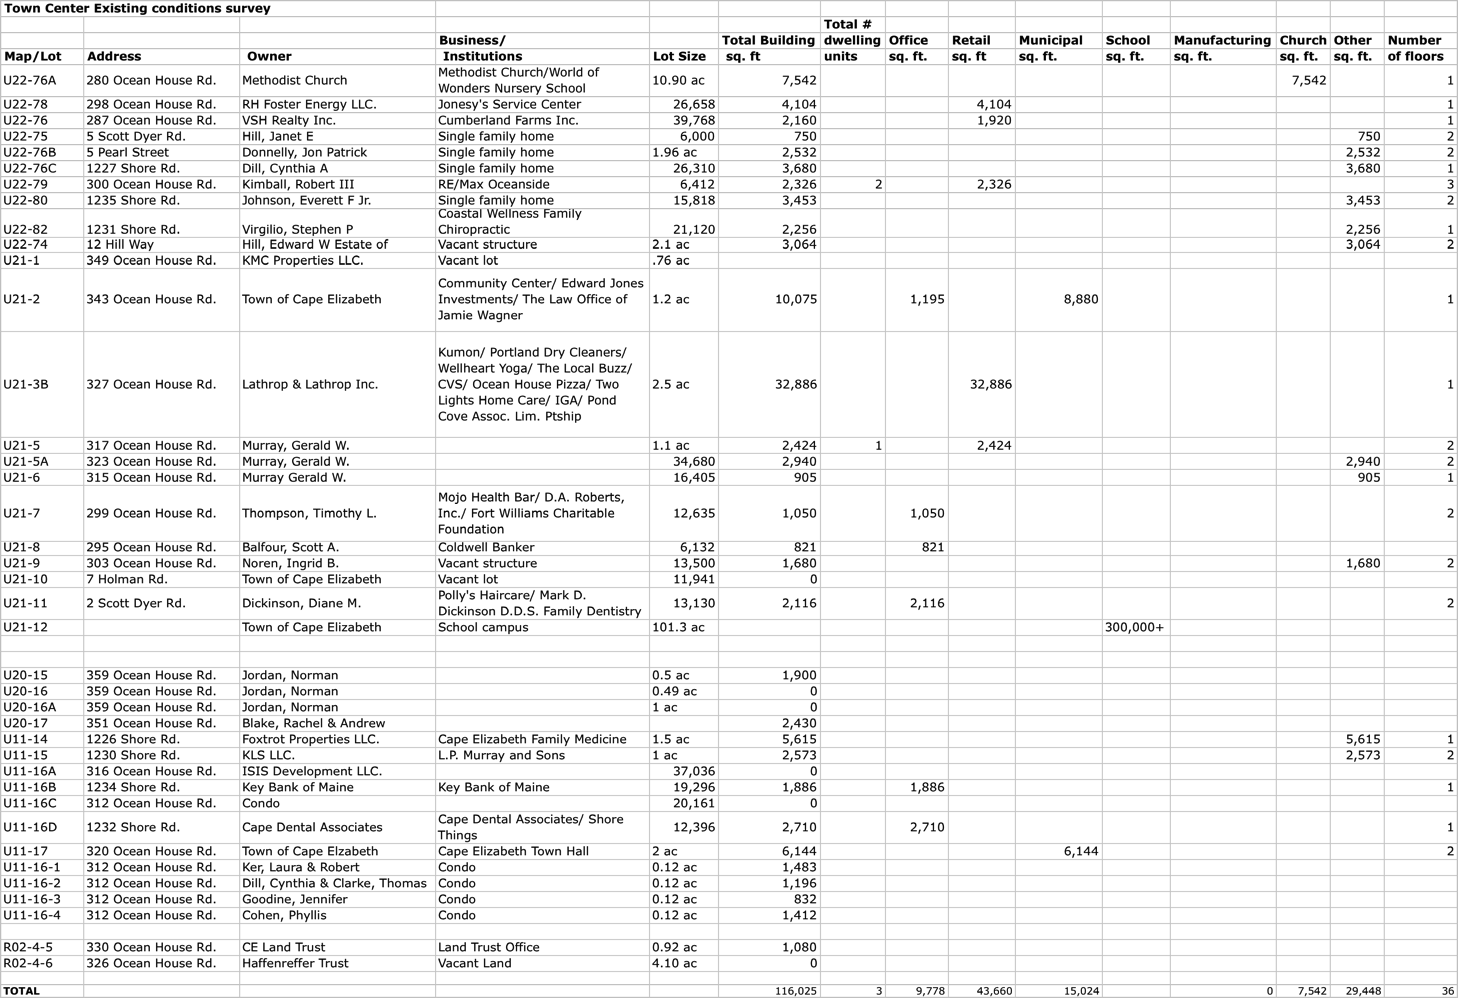 Town Center Existing conditions survey
Total #
Business/ Total Building dwelling Office Retail Municipal School Manufacturing Church Other Number
Map/Lot Address Owner Institutions Lot Size sq. ft units sq. ft. sq. ft sq. ft. sq. ft. sq. ft. sq. ft. sq. ft. of floors
Methodist Church/World of
U22-76A 280 Ocean House Rd. Methodist Church 10.90 ac 7,542 7,542 1
Wonders Nursery School
U22-78 298 Ocean House Rd. RH Foster Energy LLC. Jonesy's Service Center 26,658 4,104 4,104 1
U22-76 287 Ocean House Rd. VSH Realty Inc. Cumberland Farms Inc. 39,768 2,160 1,920 1
U22-75 5 Scott Dyer Rd. Hill, Janet E Single family home 6,000 750 750 2
U22-76B 5 Pearl Street Donnelly, Jon Patrick Single family home 1.96 ac 2,532 2,532 2
U22-76C 1227 Shore Rd. Dill, Cynthia A Single family home 26,310 3,680 3,680 1
U22-79 300 Ocean House Rd. Kimball, Robert III RE/Max Oceanside 6,412 2,326 2 2,326 3
U22-80 1235 Shore Rd. Johnson, Everett F Jr. Single family home 15,818 3,453 3,453 2
Coastal Wellness Family
U22-82 1231 Shore Rd. Virgilio, Stephen P Chiropractic 21,120 2,256 2,256 1
U22-74 12 Hill Way Hill, Edward W Estate of Vacant structure 2.1 ac 3,064 3,064 2
U21-1 349 Ocean House Rd. KMC Properties LLC. Vacant lot .76 ac
Community Center/ Edward Jones
U21-2 343 Ocean House Rd. Town of Cape Elizabeth Investments/ The Law Office of 1.2 ac 10,075 1,195 8,880 1
Jamie Wagner
Kumon/ Portland Dry Cleaners/
Wellheart Yoga/ The Local Buzz/
U21-3B 327 Ocean House Rd. Lathrop & Lathrop Inc. CVS/ Ocean House Pizza/ Two 2.5 ac 32,886 32,886 1
Lights Home Care/ IGA/ Pond
Cove Assoc. Lim. Ptship
U21-5 317 Ocean House Rd. Murray, Gerald W. 1.1 ac 2,424 1 2,424 2
U21-5A 323 Ocean House Rd. Murray, Gerald W. 34,680 2,940 2,940 2
U21-6 315 Ocean House Rd. Murray Gerald W. 16,405 905 905 1
Mojo Health Bar/ D.A. Roberts,
U21-7 299 Ocean House Rd. Thompson, Timothy L. Inc./ Fort Williams Charitable 12,635 1,050 1,050 2
Foundation
U21-8 295 Ocean House Rd. Balfour, Scott A. Coldwell Banker 6,132 821 821
U21-9 303 Ocean House Rd. Noren, Ingrid B. Vacant structure 13,500 1,680 1,680 2
U21-10 7 Holman Rd. Town of Cape Elizabeth Vacant lot 11,941 0
Polly's Haircare/ Mark D.
U21-11 2 Scott Dyer Rd. Dickinson, Diane M. 13,130 2,116 2,116 2
Dickinson D.D.S. Family Dentistry
U21-12 Town of Cape Elizabeth School campus 101.3 ac 300,000+
U20-15 359 Ocean House Rd. Jordan, Norman 0.5 ac 1,900
U20-16 359 Ocean House Rd. Jordan, Norman 0.49 ac 0
U20-16A 359 Ocean House Rd. Jordan, Norman 1 ac 0
U20-17 351 Ocean House Rd. Blake, Rachel & Andrew 2,430
U11-14 1226 Shore Rd. Foxtrot Properties LLC. Cape Elizabeth Family Medicine 1.5 ac 5,615 5,615 1
U11-15 1230 Shore Rd. KLS LLC. L.P. Murray and Sons 1 ac 2,573 2,573 2
U11-16A 316 Ocean House Rd. ISIS Development LLC. 37,036 0
U11-16B 1234 Shore Rd. Key Bank of Maine Key Bank of Maine 19,296 1,886 1,886 1
U11-16C 312 Ocean House Rd. Condo 20,161 0
Cape Dental Associates/ Shore
U11-16D 1232 Shore Rd. Cape Dental Associates 12,396 2,710 2,710 1
Things
U11-17 320 Ocean House Rd. Town of Cape Elzabeth Cape Elizabeth Town Hall 2 ac 6,144 6,144 2
U11-16-1 312 Ocean House Rd. Ker, Laura & Robert Condo 0.12 ac 1,483
U11-16-2 312 Ocean House Rd. Dill, Cynthia & Clarke, Thomas Condo 0.12 ac 1,196
U11-16-3 312 Ocean House Rd. Goodine, Jennifer Condo 0.12 ac 832
U11-16-4 312 Ocean House Rd. Cohen, Phyllis Condo 0.12 ac 1,412
R02-4-5 330 Ocean House Rd. CE Land Trust Land Trust Office 0.92 ac 1,080
R02-4-6 326 Ocean House Rd. Haffenreffer Trust Vacant Land 4.10 ac 0
TOTAL 116,025 3 9,778 43,660 15,024 0 7,542 29,448 36